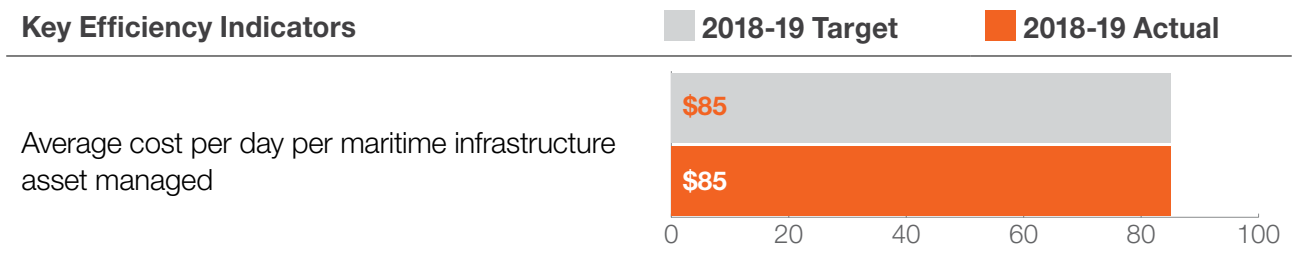 Key Efficiency Indicators 2018-19 Target 2018-19 Actual
$85
Average cost per day per maritime infrastructure
asset managed
$85
0 20 40 60 80 100